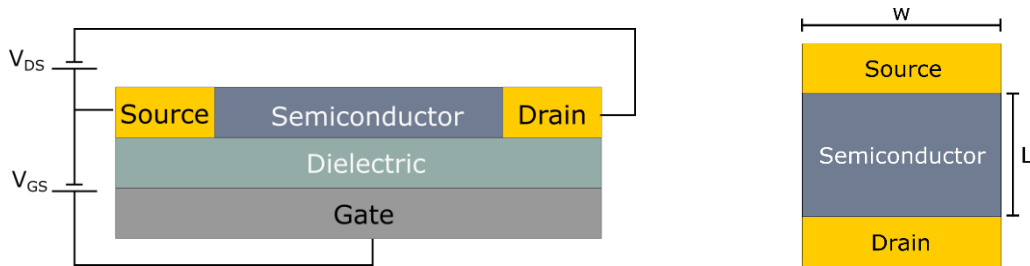 V_DS
Source Semiconductor Drain
Dielectric
V_GS
Gate
W
Source
Semiconductor
L
Drain